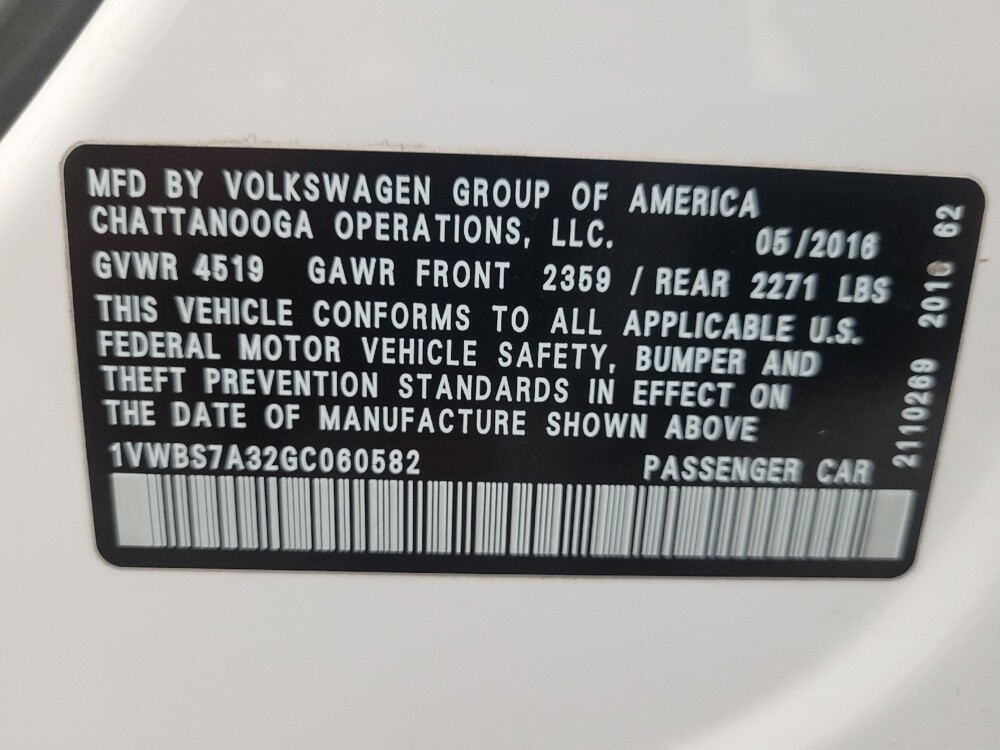 MFD BY VOLKSWAGEN GROUP OF AMERICA
CHATTANOOGA OPERATIONS, LLC. 05/2016
GVWR 4519 GAWR FRONT 2359 / REAR 2271 LBS
THIS VEHICLE CONFORMS TO ALL APPLICABLE U.S.
FEDERAL MOTOR VEHICLE SAFETY, BUMPER AND
THEFT PREVENTION STANDARDS IN EFFECT ON
THE DATE OF MANUFACTURE SHOWN ABOVE
1VWBS7A32GC060582 PASSENGER CAR
2110269 2016 62